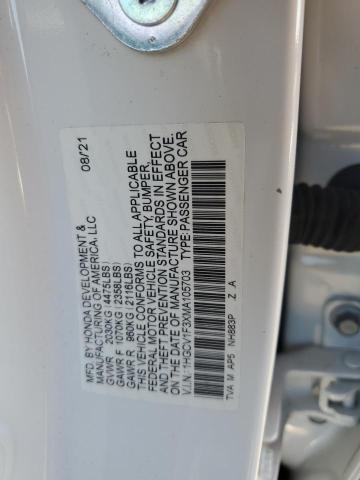 MFD BY HONDA DEVELOPMENT & 08/21
MANUFACTURING OF AMERICA, LLC
GVWR 2030KG (4475LBS)
GAWR F 1070KG (2358LBS)
GAWR R 960KG (2116LBS)
THIS VEHICLE CONFORMS TO ALL APPLICABLE
FEDERAL MOTOR VEHICLE SAFETY, BUMPER,
AND THEFT PREVENTION STANDARDS IN EFFECT
ON THE DATE OF MANUFACTURE SHOWN ABOVE.
V.I.N.: 1HGCV1F3XMA105703 TYPE:PASSENGER CAR
TVA M AP5 NH883P Z A